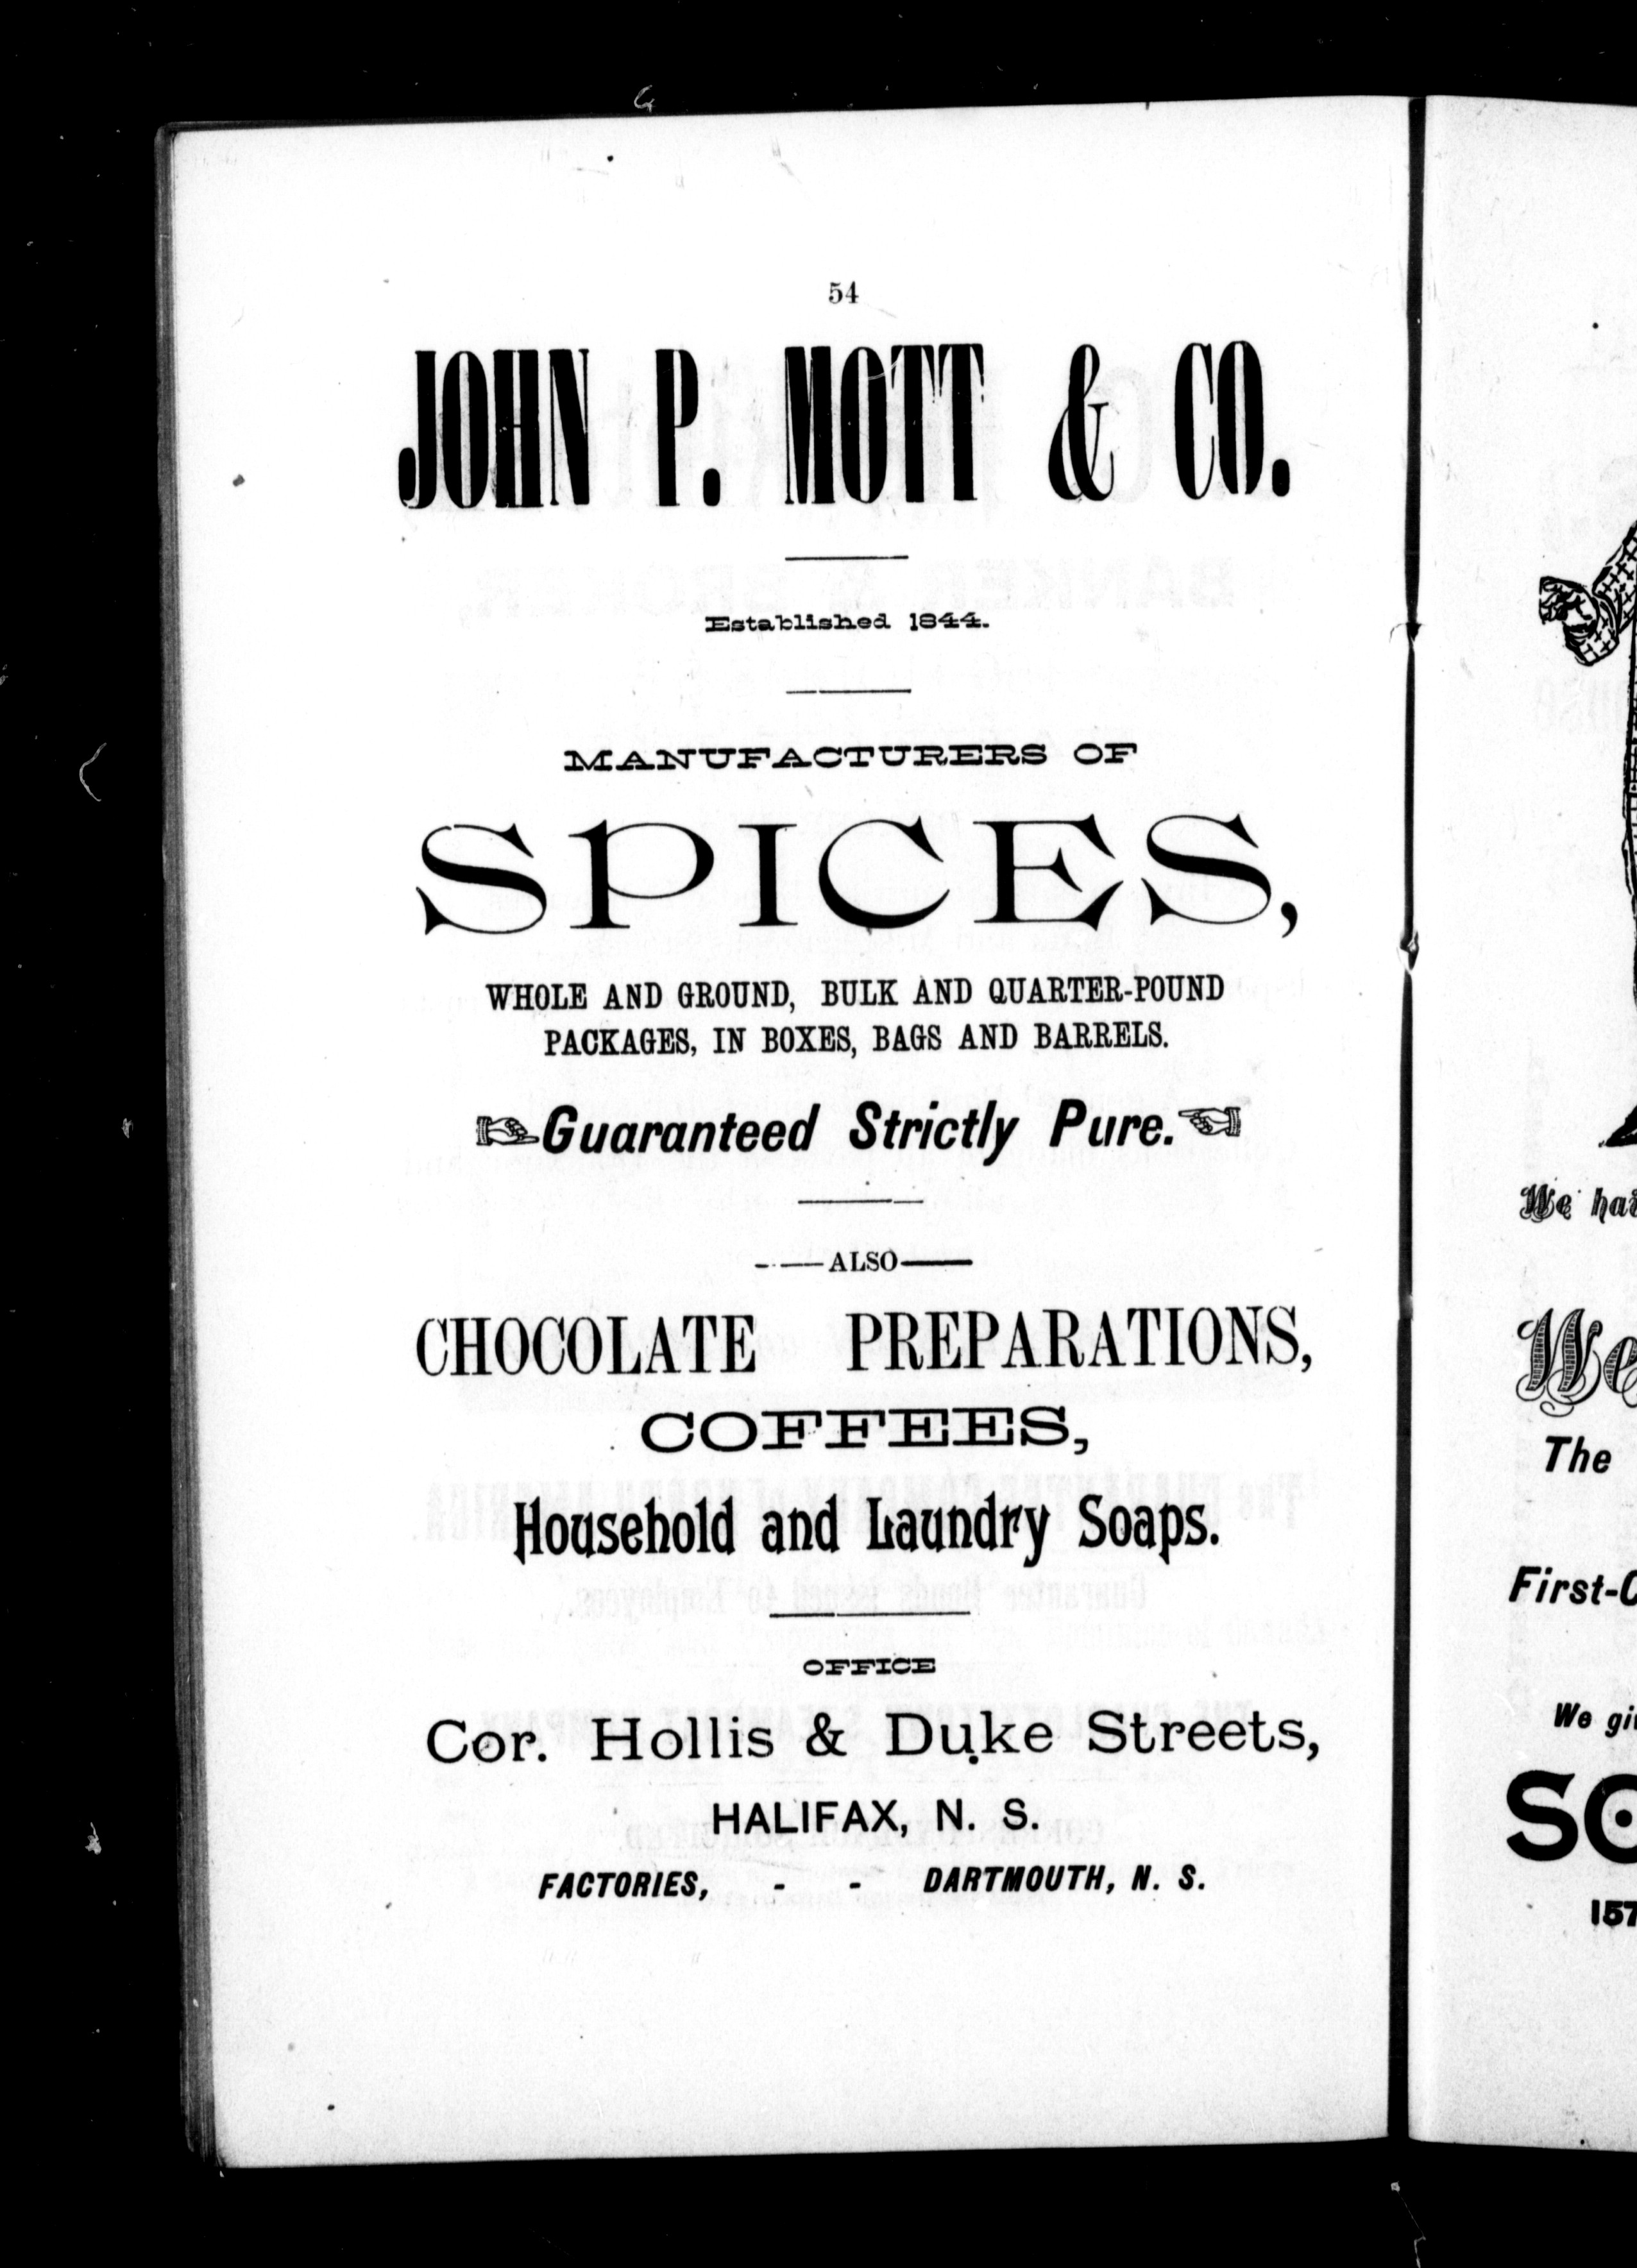 54
JOHN P. MOTT & CO.
Established 1844.
MANUFACTURERS OF
SPICES,
WHOLE AND GROUND, BULK AND QUARTER-POUND
PACKAGES, IN BOXES, BAGS AND BARRELS.
Guaranteed Strictly Pure.
ALSO
CHOCOLATE PREPARATIONS,
COFFEES,
Household and Laundry Soaps.
OFFICE
Cor. Hollis & Duke Streets,
HALIFAX, N. S.
FACTORIES, - - DARTMOUTH, N. S.
We
We
The
First-
We
157